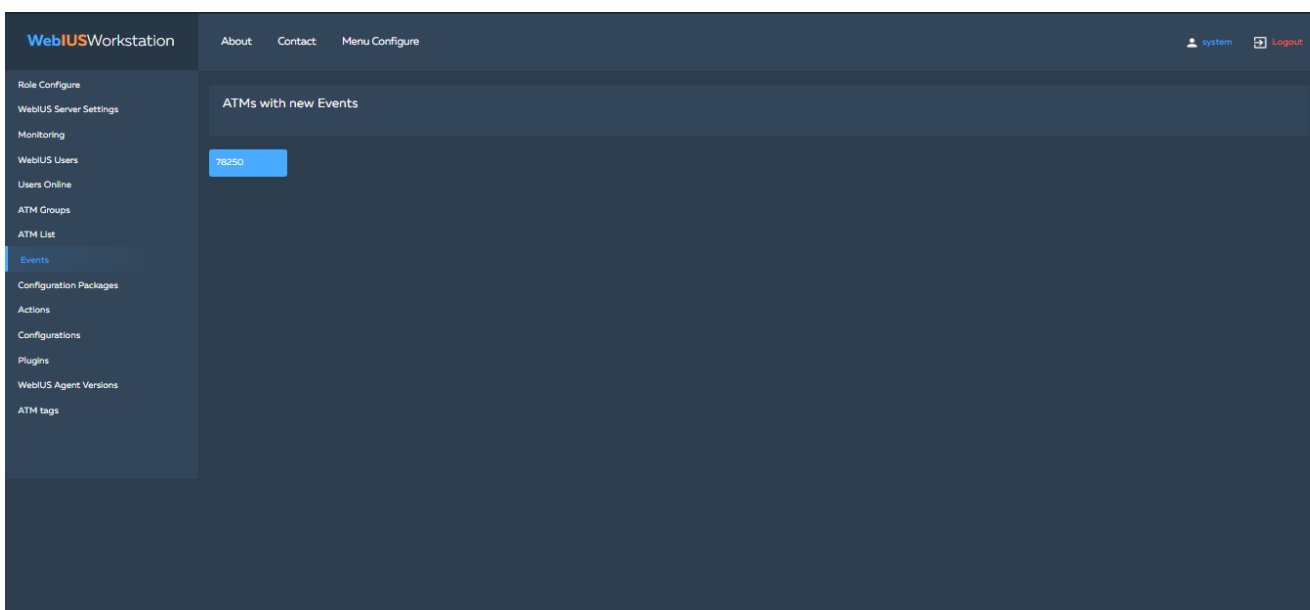 WebIUSWorkstation
About Contact Menu Configure
system Logout
Role Configure
WebIUS Server Settings
Monitoring
WebIUS Users
Users Online
ATM Groups
ATM List
Events
Configuration Packages
Actions
Configurations
Plugins
WebIUS Agent Versions
ATM tags
ATMs with new Events
78250